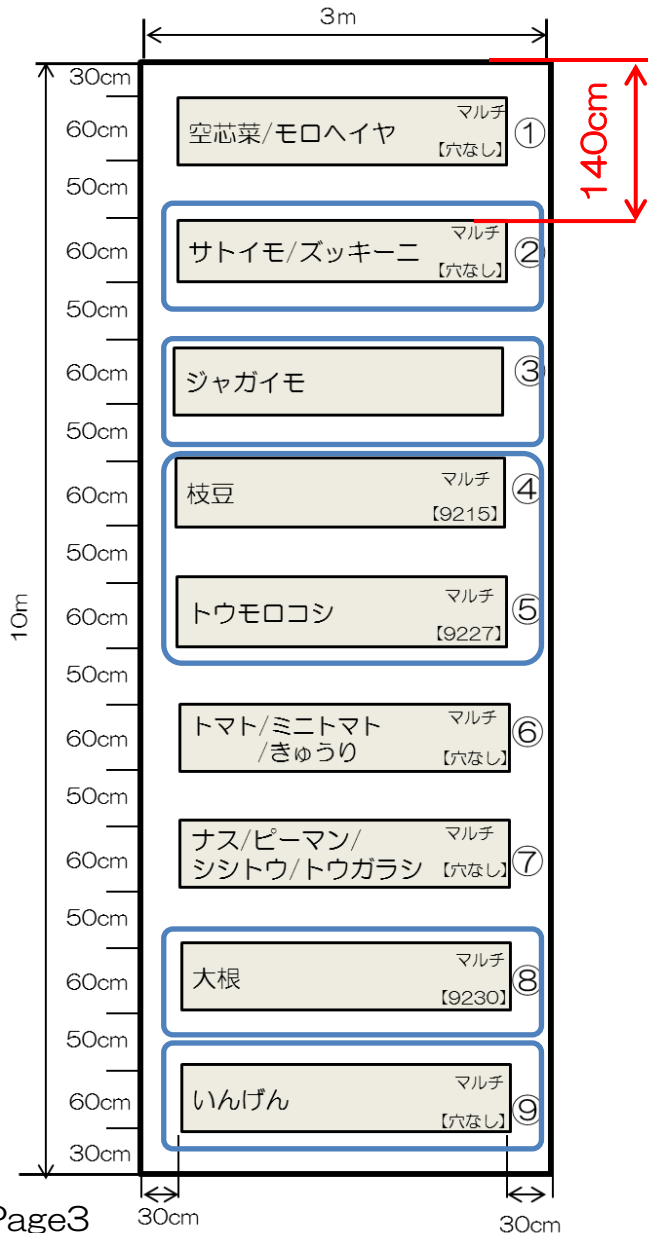 3m
30cm
140cm
60cm
空芯菜/モロヘイヤ
マルチ
【穴なし】
①
50cm
60cm
サトイモ/ズッキーニ
マルチ
【穴なし】
②
50cm
60cm
ジャガイモ
③
50cm
60cm
枝豆
マルチ
【9215】
④
50cm
10m
60cm
トウモロコシ
マルチ
【9227】
⑤
50cm
60cm
トマト/ミニトマト
/きゅうり
マルチ
【穴なし】
⑥
50cm
60cm
ナス/ピーマン/
シシトウ/トウガラシ
マルチ
【穴なし】
⑦
50cm
60cm
大根
マルチ
【9230】
⑧
50cm
60cm
いんげん
マルチ
【穴なし】
⑨
30cm
30cm
30cm
Page3